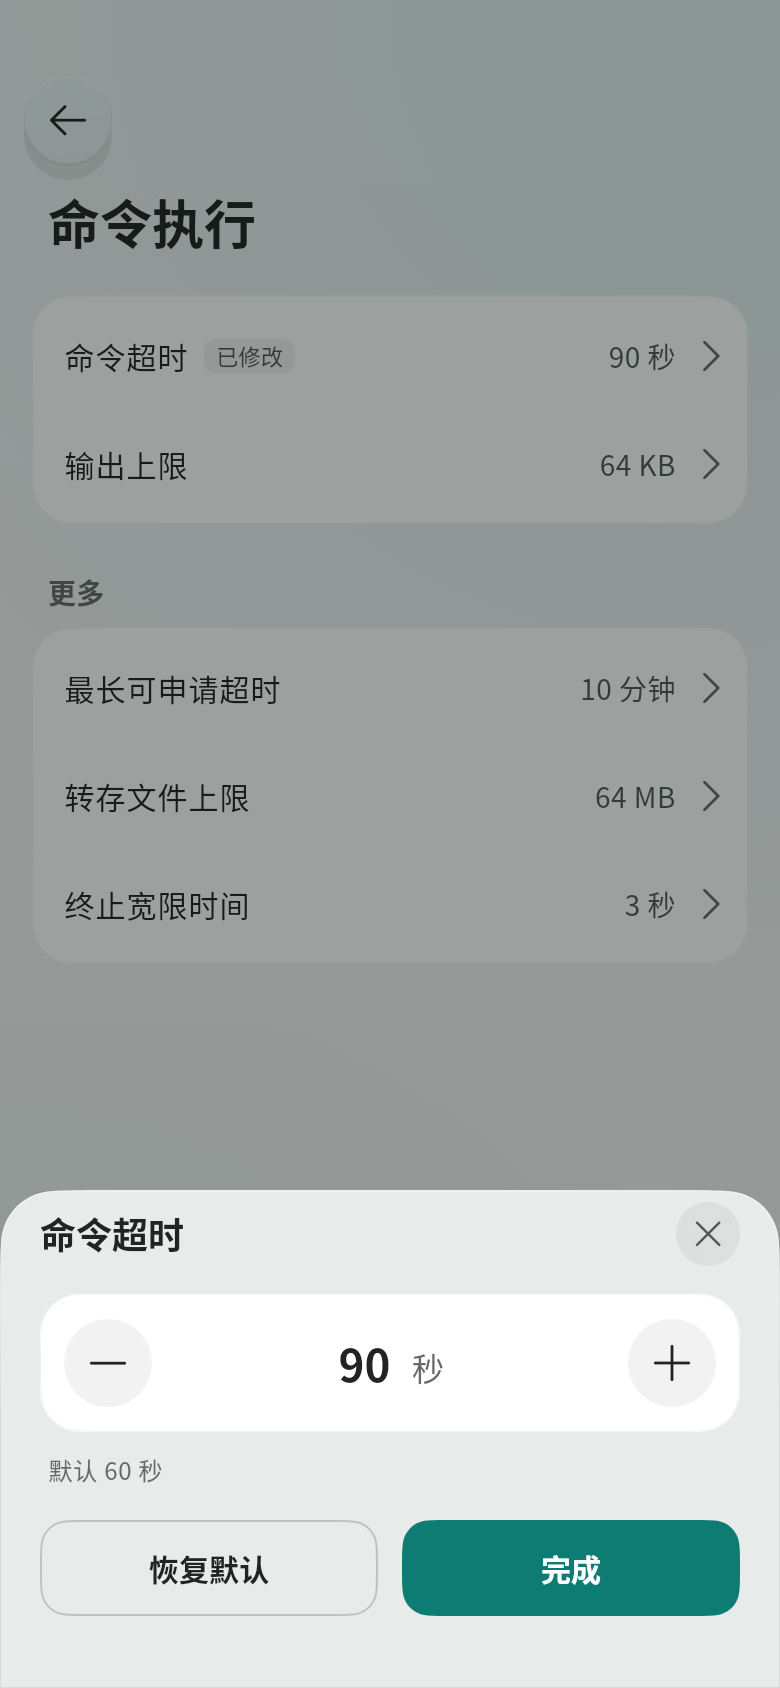 命令执行
命令超时 已修改 90 秒
输出上限 64 KB
更多
最长可申请超时 10 分钟
转存文件上限 64 MB
终止宽限时间 3 秒
命令超时
90 秒
默认 60 秒
恢复默认 完成